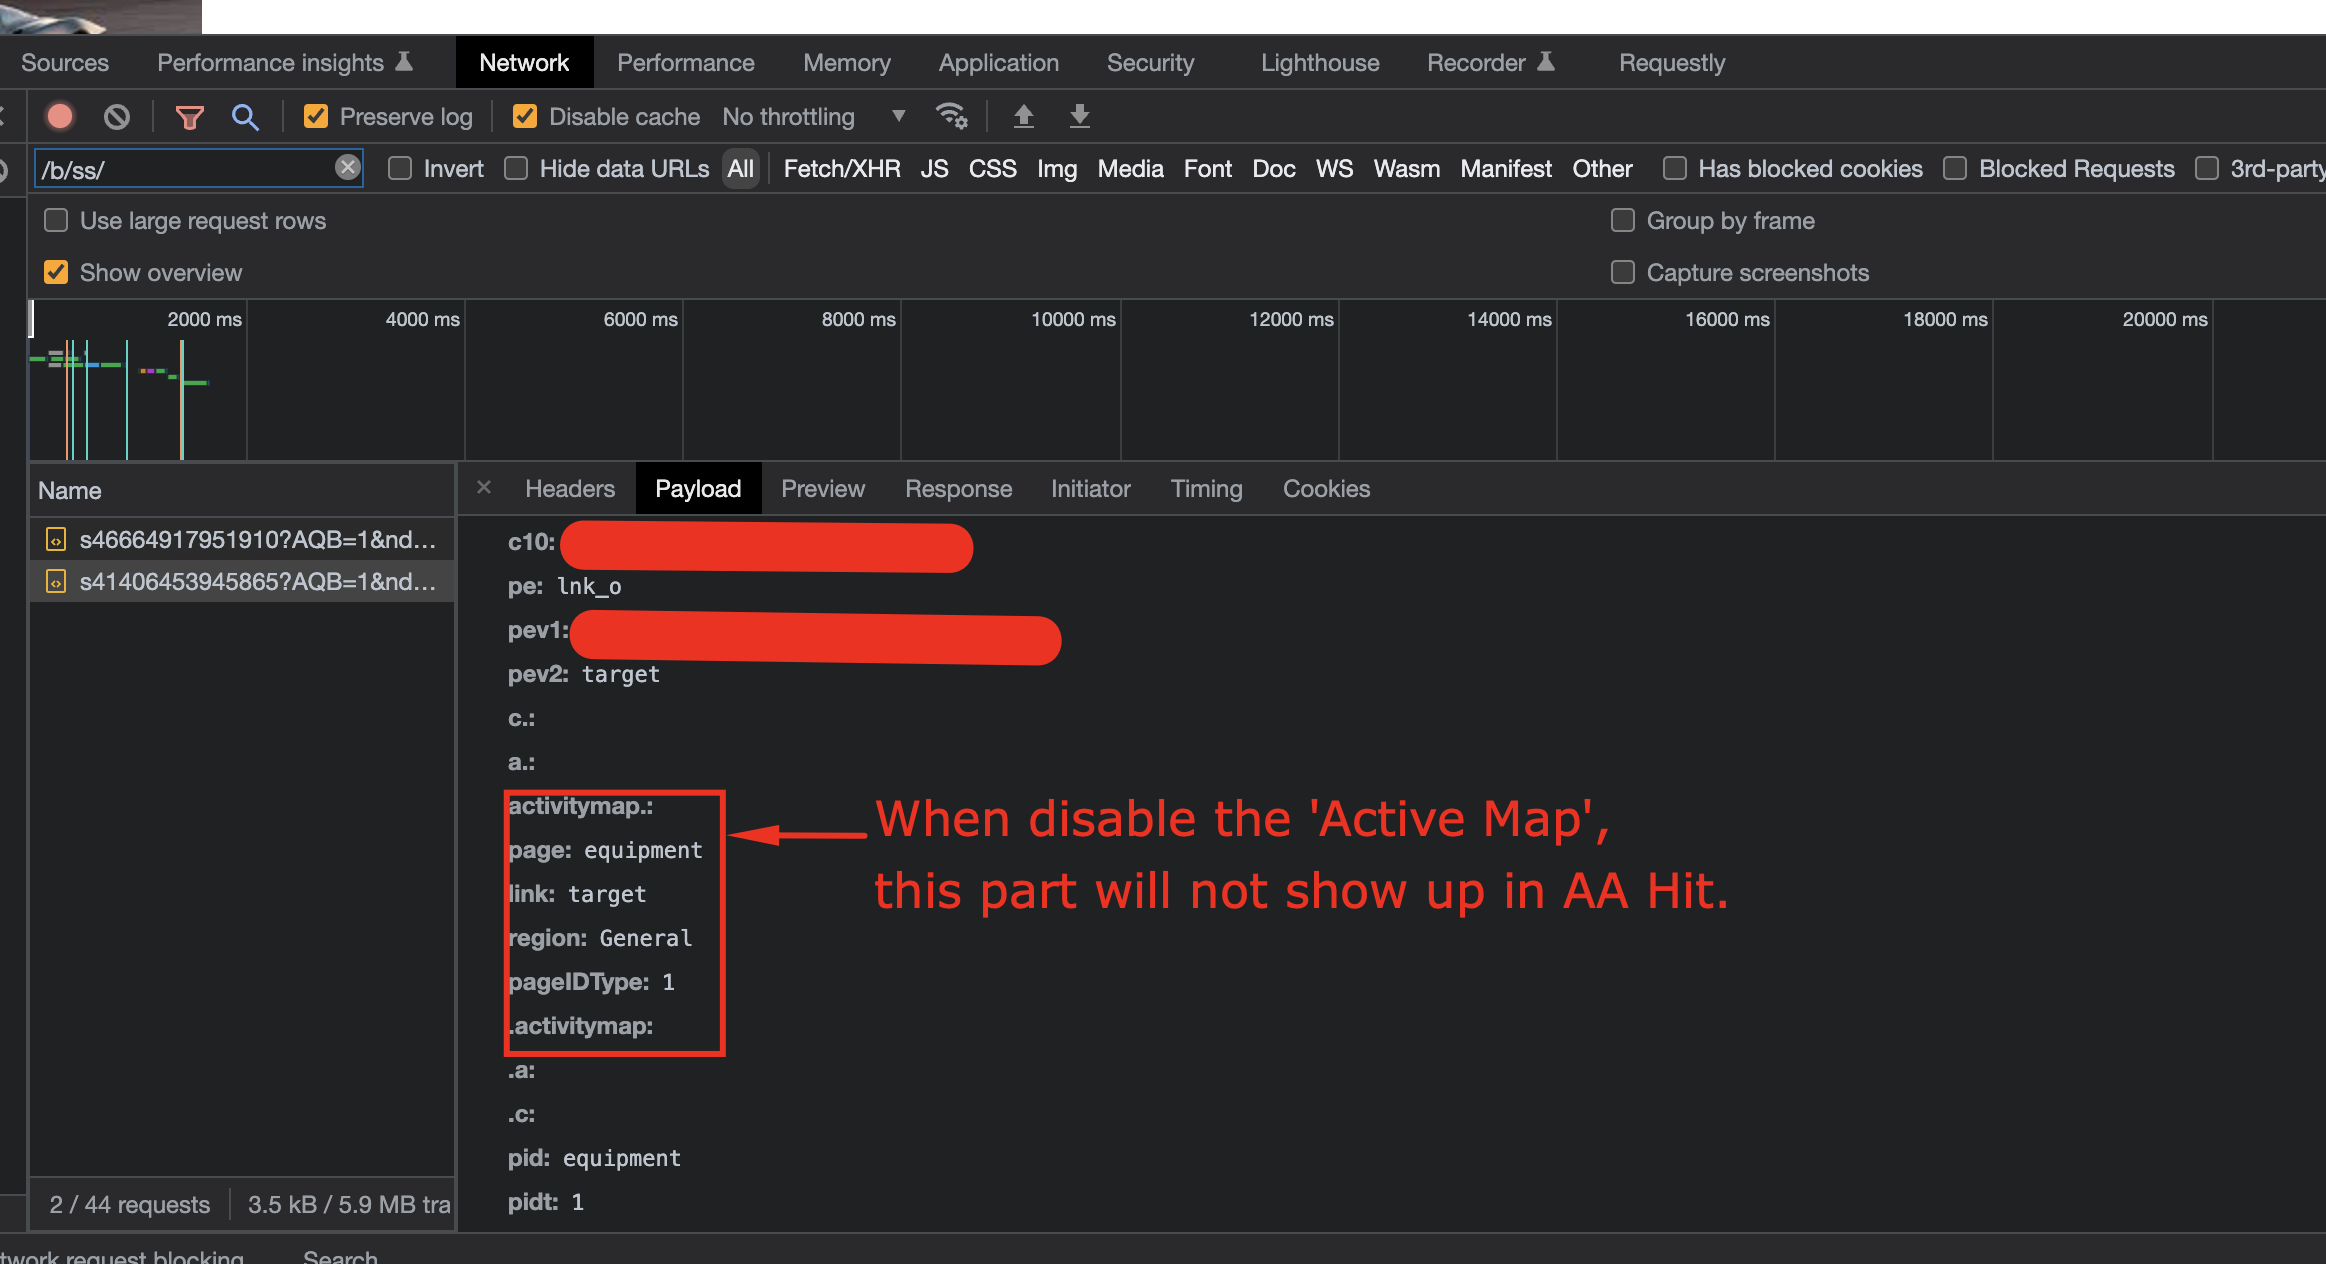 Sources Performance insights Network Performance Memory Application Security Lighthouse Recorder Requestly
Preserve log Disable cache No throttling
/b/ss/ Invert Hide data URLs All Fetch/XHR JS CSS Img Media Font Doc WS Wasm Manifest Other Has blocked cookies Blocked Requests 3rd-party
Use large request rows Group by frame
Show overview Capture screenshots
2000 ms 4000 ms 6000 ms 8000 ms 10000 ms 12000 ms 14000 ms 16000 ms 18000 ms 20000 ms
Name Headers Payload Preview Response Initiator Timing Cookies
s46664917951910?AQB=1&nd...
s41406453945865?AQB=1&nd...
c10:
pe: lnk_o
pev1:
pev2: target
c.:
a.:
activitymap.:
page: equipment
link: target
region: General
pageIDType: 1
.activitymap:
.a:
.c:
pid: equipment
pidt: 1
When disable the 'Active Map',
this part will not show up in AA Hit.
2 / 44 requests 3.5 kB / 5.9 MB tra
twork request blocking Search